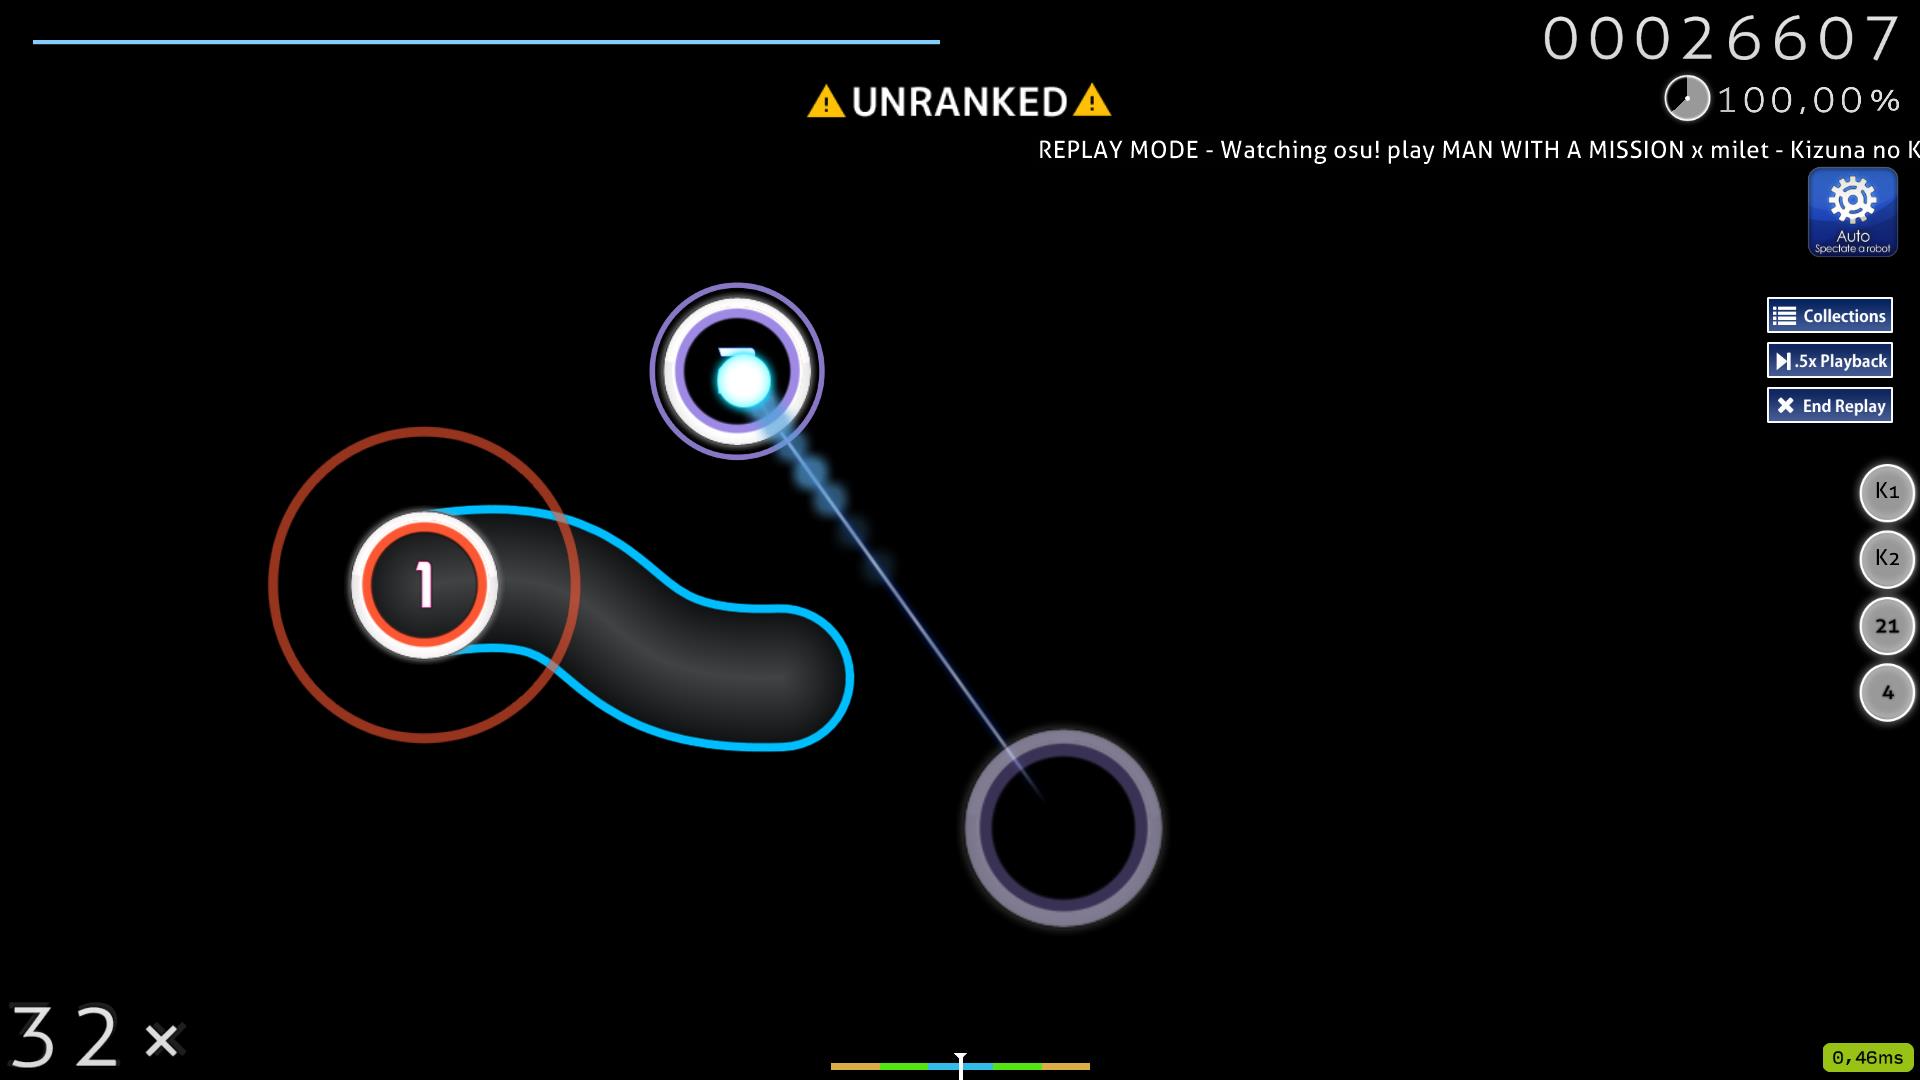 00026607
100,00%
UNRANKED
REPLAY MODE - Watching osu! play MAN WITH A MISSION x milet - Kizuna no K
Auto
Spectate a robot
Collections
.5x Playback
End Replay
K1
K2
21
4
1
32×
0,46ms